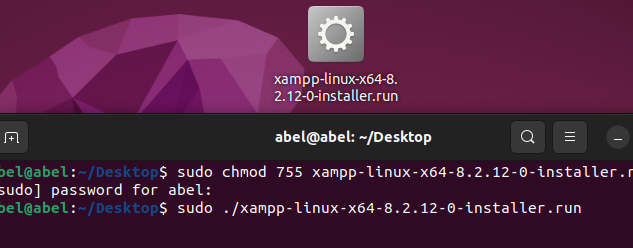 xampp-linux-x64-8.
2.12-0-installer.run
abel@abel: ~/Desktop
bel@abel:~/Desktop$ sudo chmod 755 xampp-linux-x64-8.2.12-0-installer.r
sudo] password for abel:
bel@abel:~/Desktop$ sudo ./xampp-linux-x64-8.2.12-0-installer.run